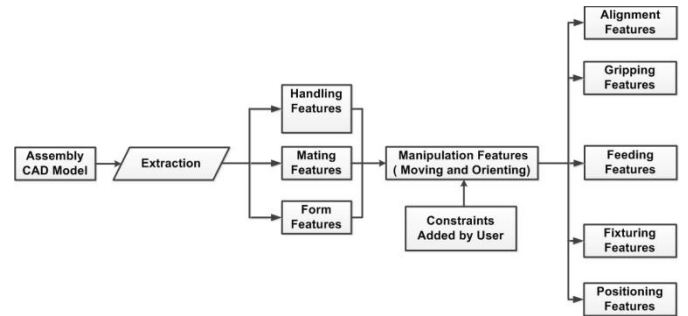 Assembly
CAD Model
Extraction
Handling
Features
Mating
Features
Form
Features
Manipulation Features
( Moving and Orienting)
Constraints
Added by User
Alignment
Features
Gripping
Features
Feeding
Features
Fixturing
Features
Positioning
Features